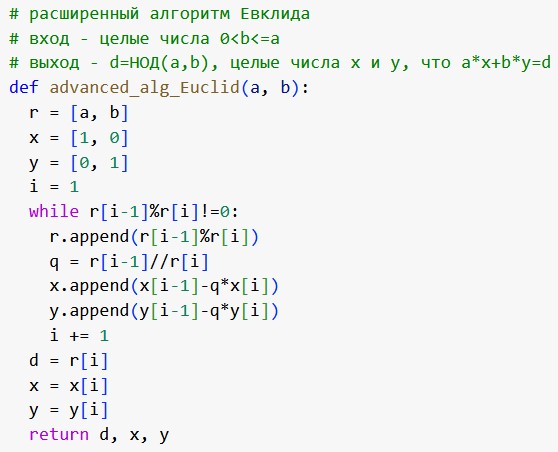 # расширенный алгоритм Евклида
# вход - целые числа 0<b<=a
# выход - d=НОД(a,b), целые числа x и y, что a*x+b*y=d
def advanced_alg_Euclid(a, b):
  r = [a, b]
  x = [1, 0]
  y = [0, 1]
  i = 1
  while r[i-1]%r[i]!=0:
    r.append(r[i-1]%r[i])
    q = r[i-1]//r[i]
    x.append(x[i-1]-q*x[i])
    y.append(y[i-1]-q*y[i])
    i += 1
  d = r[i]
  x = x[i]
  y = y[i]
  return d, x, y